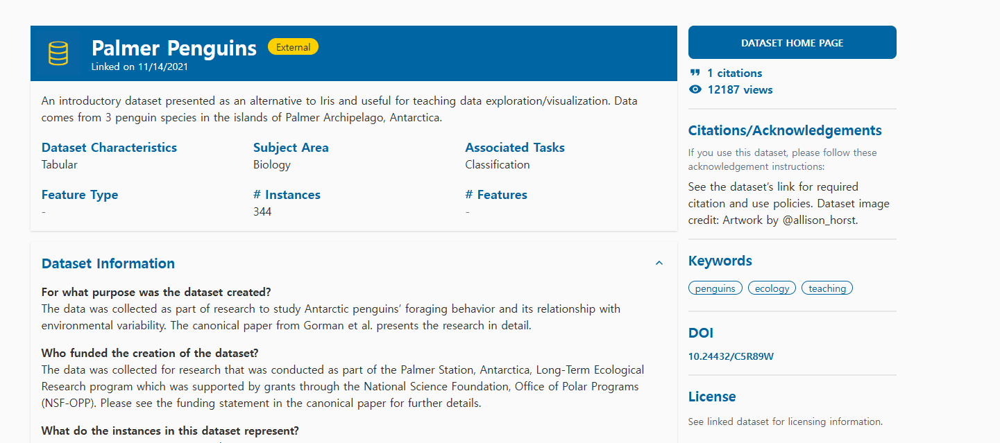 Palmer Penguins
External
Linked on 11/14/2021
An introductory dataset presented as an alternative to Iris and useful for teaching data exploration/visualization. Data
comes from 3 penguin species in the islands of Palmer Archipelago, Antarctica.
Dataset Characteristics
Tabular
Subject Area
Biology
Associated Tasks
Classification
Feature Type
-
# Instances
344
# Features
-
Dataset Information
For what purpose was the dataset created?
The data was collected as part of research to study Antarctic penguins’ foraging behavior and its relationship with
environmental variability. The canonical paper from Gorman et al. presents the research in detail.
Who funded the creation of the dataset?
The data was collected for research that was conducted as part of the Palmer Station, Antarctica, Long-Term Ecological
Research program which was supported by grants through the National Science Foundation, Office of Polar Programs
(NSF-OPP). Please see the funding statement in the canonical paper for further details.
What do the instances in this dataset represent?
DATASET HOME PAGE
1 citations
12187 views
Citations/Acknowledgements
If you use this dataset, please follow these
acknowledgement instructions:
See the dataset’s link for required
citation and use policies. Dataset image
credit: Artwork by @allison_horst.
Keywords
penguins
ecology
teaching
DOI
10.24432/C5R89W
License
See linked dataset for licensing information.